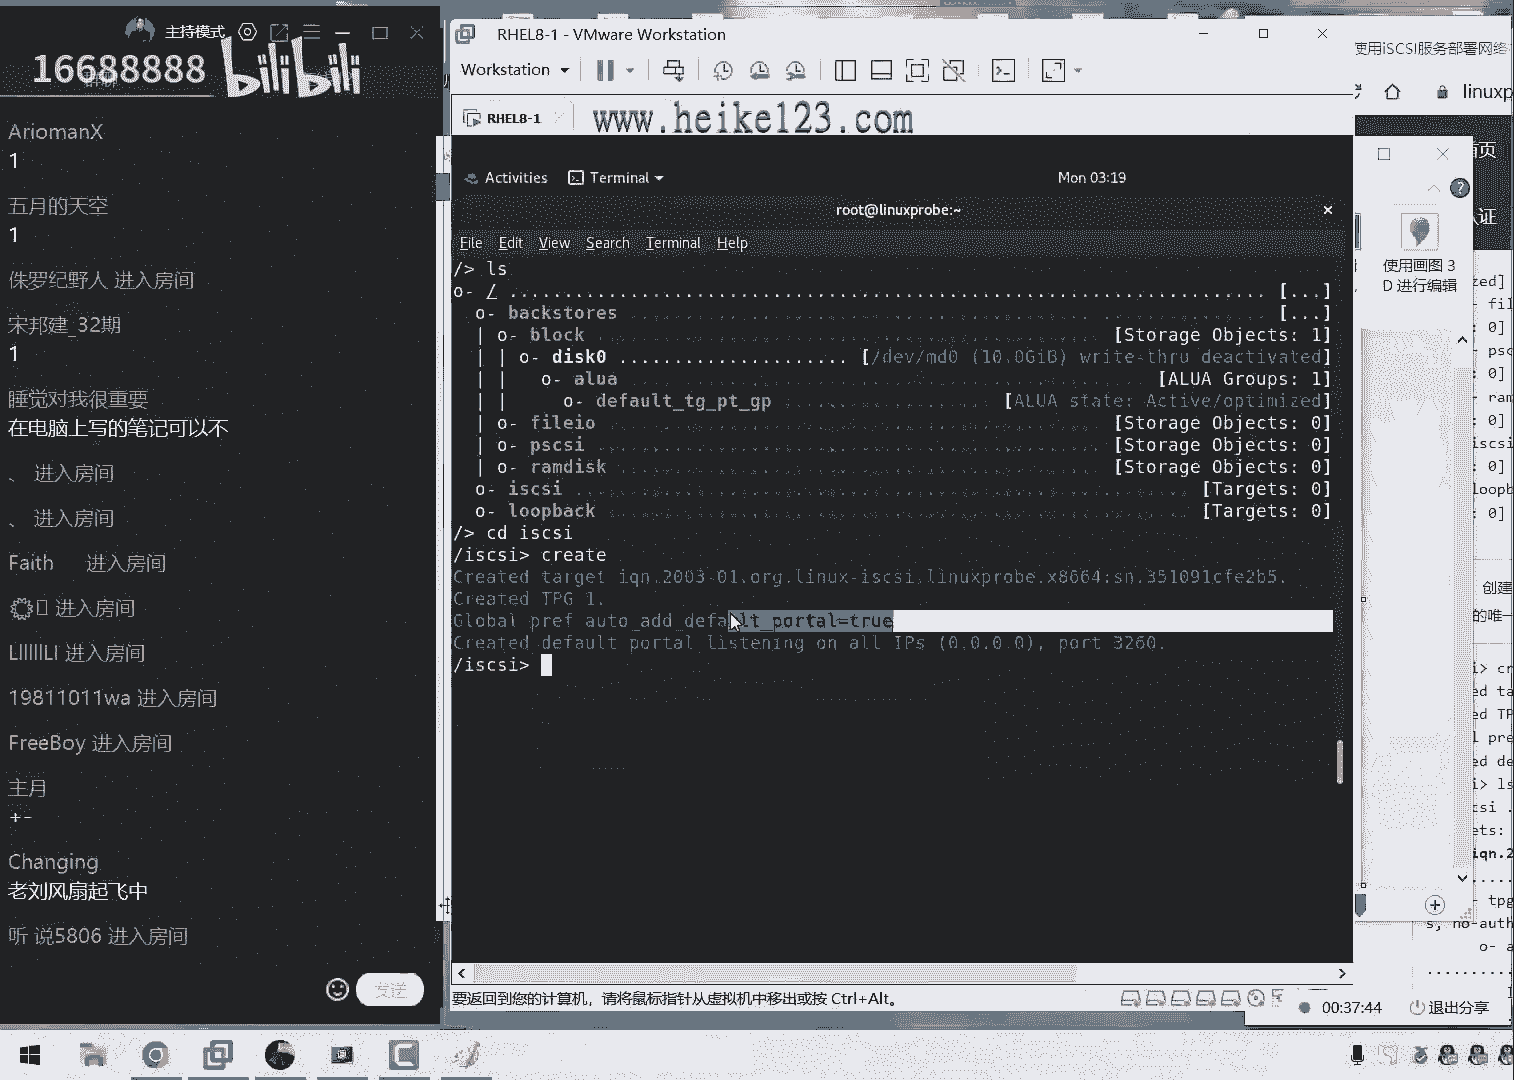 主持模式
16688888
bilibili
AriomanX
1
五月的天空
1
侏罗纪野人 进入房间
宋邦建_32期
1
睡觉对我很重要
在电脑上写的笔记可以不
、 进入房间
、 进入房间
Faith 进入房间
进入房间
19811011wa 进入房间
FreeBoy 进入房间
主月
+-
Changing
老刘风扇起飞中
听 说5806 进入房间
发送
RHEL8-1 - VMware Workstation
Workstation
RHEL8-1
www.heike123.com
Activities
Terminal
Mon 03:19
root@linuxprobe:~
File Edit View Search Terminal Help
/> ls
o- / ........................................................... [...]
o- backstores ........................................................... [...]
| o- block ........................................... [Storage Objects: 1]
| | o- disk0 ..................... [/dev/md0 (10.0GiB) write-thru deactivated]
| | o- alua ........................................... [ALUA Groups: 1]
| | o- default_tg_pt_gp ..................... [ALUA state: Active/optimized]
| o- fileio ........................................... [Storage Objects: 0]
| o- pscsi ........................................... [Storage Objects: 0]
| o- ramdisk ........................................... [Storage Objects: 0]
o- iscsi ........................................... [Targets: 0]
o- loopback ........................................... [Targets: 0]
/> cd iscsi
/iscsi> create
Created target iqn.2003-01.org.linux-iscsi.linuxprobe.x8664:sn.351091cfe2b5.
Created TPG 1.
Global pref auto_add_default_portal=true
Created default portal listening on all IPs (0.0.0.0), port 3260.
/iscsi>
要返回到您的计算机，请将鼠标指针从虚拟机中移出或按 Ctrl+Alt。
使用iSCSI服务部署网络
linuxp
使用画图 3
D 进行编辑
创建
的唯一
00:37:44
退出分享